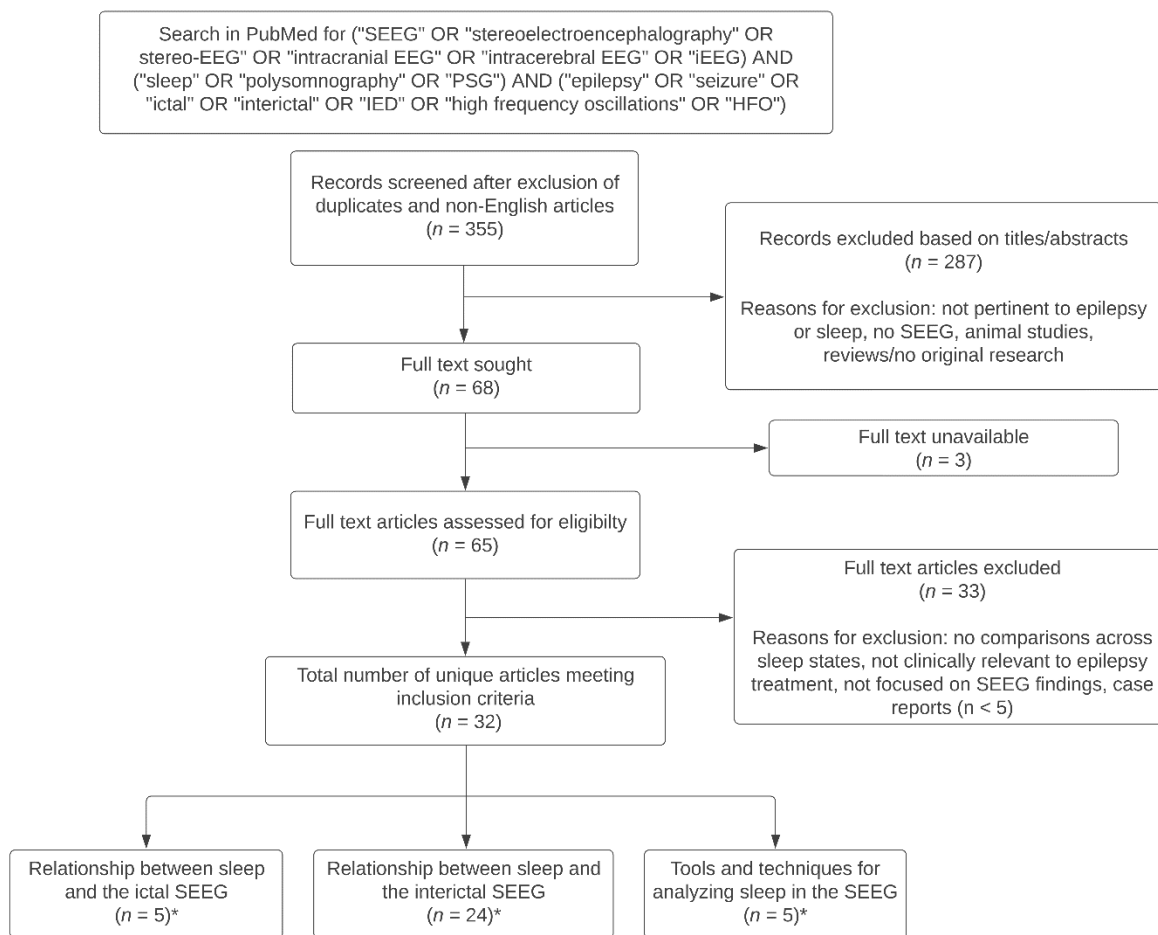 Search in PubMed for ("SEEG" OR "stereoelectroencephalography" OR
stereo-EEG" OR "intracranial EEG" OR "intracerebral EEG" OR "iEEG) AND
("sleep" OR "polysomnography" OR "PSG") AND ("epilepsy" or "seizure" OR
"ictal" OR "interictal" OR "IED" OR "high frequency oscillations" OR "HFO")
Records screened after exclusion of
duplicates and non-English articles
(n = 355)
Records excluded based on titles/abstracts
(n = 287)
Reasons for exclusion: not pertinent to epilepsy
or sleep, no SEEG, animal studies,
reviews/no original research
Full text sought
(n = 68)
Full text unavailable
(n = 3)
Full text articles assessed for eligibilty
(n = 65)
Full text articles excluded
(n = 33)
Reasons for exclusion: no comparisons across
sleep states, not clinically relevant to epilepsy
treatment, not focused on SEEG findings, case
reports (n < 5)
Total number of unique articles meeting
inclusion criteria
(n = 32)
Relationship between sleep
and the ictal SEEG
(n = 5)*
Relationship between sleep and
the interictal SEEG
(n = 24)*
Tools and techniques for
analyzing sleep in the SEEG
(n = 5)*